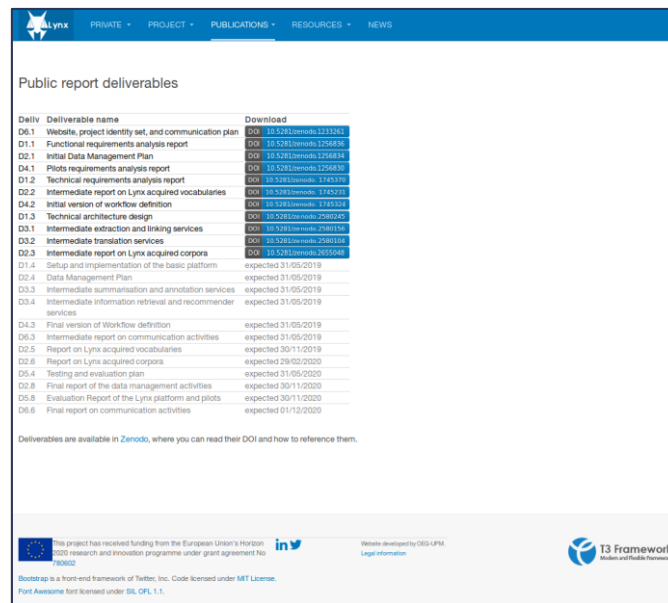 Lynx PRIVATE PROJECT PUBLICATIONS RESOURCES NEWS
Public report deliverables
Deliv Deliverable name Download
D6.1 Website, project identity set, and communication plan DOI 10.5281/zenodo.1233261
D1.1 Functional requirements analysis report DOI 10.5281/zenodo.1256836
D2.1 Initial Data Management Plan DOI 10.5281/zenodo.1256834
D4.1 Pilots requirements analysis report DOI 10.5281/zenodo.1256830
D1.2 Technical requirements analysis report DOI 10.5281/zenodo. 1745370
D2.2 Intermediate report on Lynx acquired vocabularies DOI 10.5281/zenodo. 1745231
D4.2 Initial version of workflow definition DOI 10.5281/zenodo. 1745324
D1.3 Technical architecture design DOI 10.5281/zenodo.2580245
D3.1 Intermediate extraction and linking services DOI 10.5281/zenodo.2580156
D3.2 Intermediate translation services DOI 10.5281/zenodo.2580104
D2.3 Intermediate report on Lynx acquired corpora DOI 10.5281/zenodo.2655048
D1.4 Setup and implementation of the basic platform expected 31/05/2019
D2.4 Data Management Plan expected 31/05/2019
D3.3 Intermediate summarisation and annotation services expected 31/05/2019
D3.4 Intermediate information retrieval and recommender expected 31/05/2019
services
D4.3 Final version of Workflow definition expected 31/05/2019
D6.3 Intermediate report on communication activities expected 31/05/2019
D2.5 Report on Lynx acquired vocabularies expected 30/11/2019
D2.6 Report on Lynx acquired corpora expected 29/02/2020
D5.4 Testing and evaluation plan expected 31/05/2020
D2.8 Final report of the data management activities expected 30/11/2020
D5.8 Evaluation Report of the Lynx platform and pilots expected 30/11/2020
D6.6 Final report on communication activities expected 01/12/2020
Deliverables are available in Zenodo, where you can read their DOI and how to reference them.
This project has received funding from the European Union's Horizon
2020 research and innovation programme under grant agreement No
780602
in
Website developed by OEG-UPM.
Legal information
T3 Framework
Modern and Flexible Framework
Bootstrap is a front-end framework of Twitter, Inc. Code licensed under MIT License.
Font Awesome font licensed under SIL OFL 1.1.